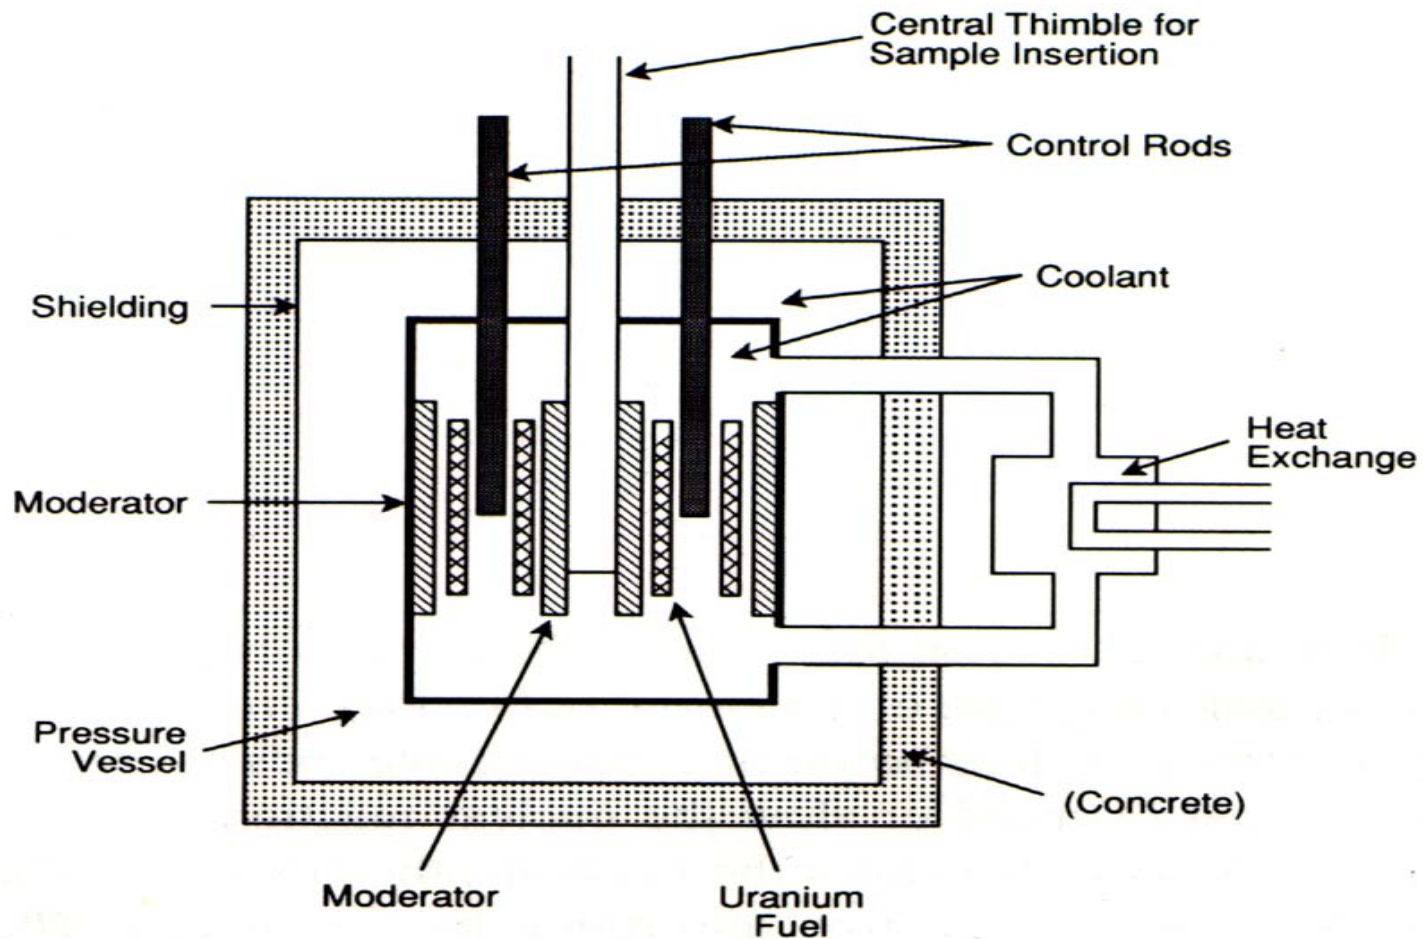 Central Thimble for
Sample Insertion
Control Rods
Coolant
Shielding
Heat
Exchange
Moderator
Pressure
Vessel
(Concrete)
Moderator
Uranium
Fuel